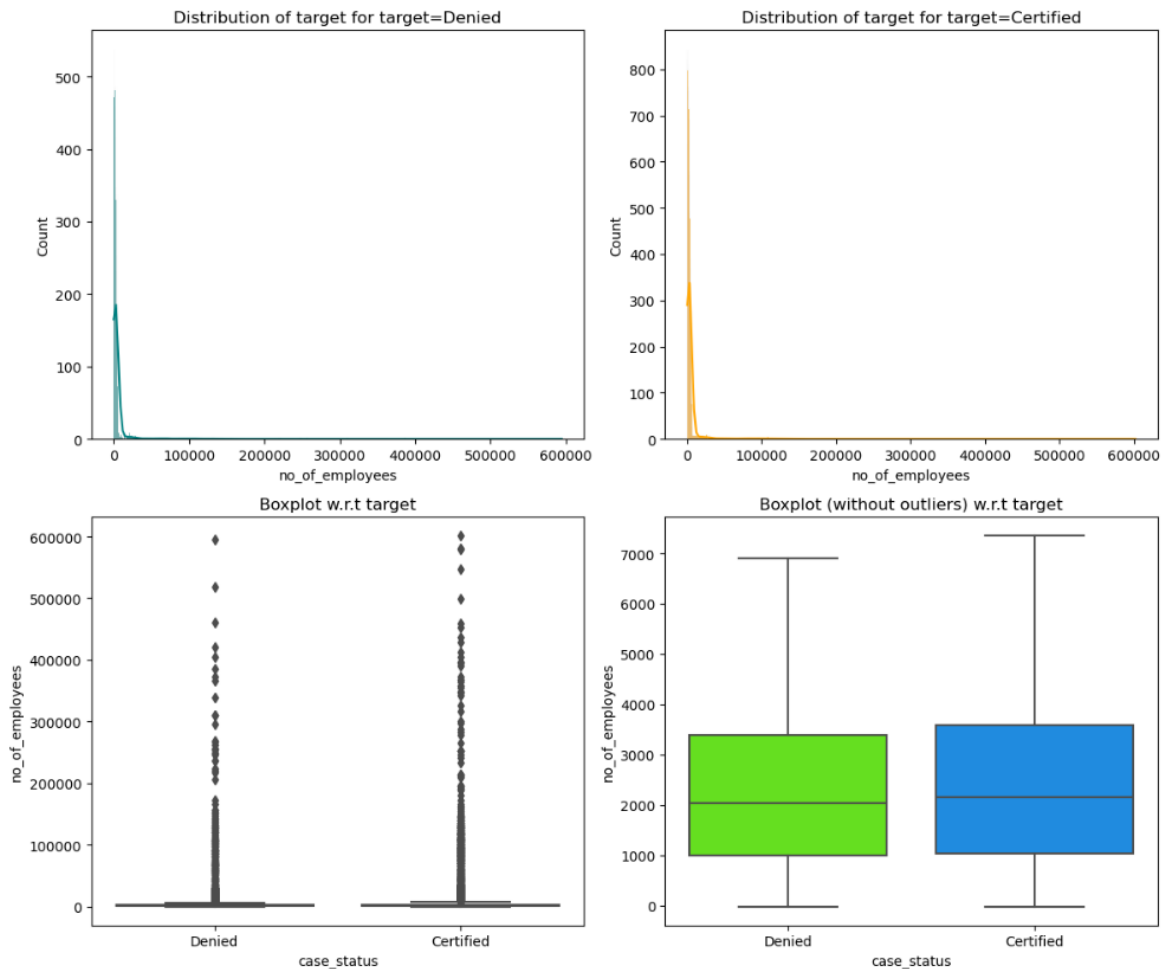 Distribution of target for target=Denied
Count
500
400
300
200
100
0
0 100000 200000 300000 400000 500000 600000
no_of_employees
Distribution of target for target=Certified
Count
800
700
600
500
400
300
200
100
0
0 100000 200000 300000 400000 500000 600000
no_of_employees
Boxplot w.r.t target
no_of_employees
600000
500000
400000
300000
200000
100000
0
Denied Certified
case_status
Boxplot (without outliers) w.r.t target
no_of_employees
7000
6000
5000
4000
3000
2000
1000
0
Denied Certified
case_status